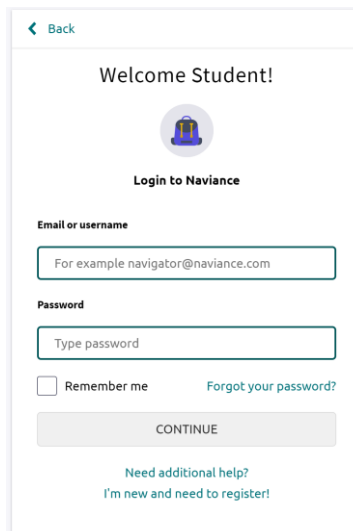 Back
Welcome Student!
Login to Naviance
Email or username
For example navigator@naviance.com
Password
Type password
Remember me Forgot your password?
CONTINUE
Need additional help?
I'm new and need to register!